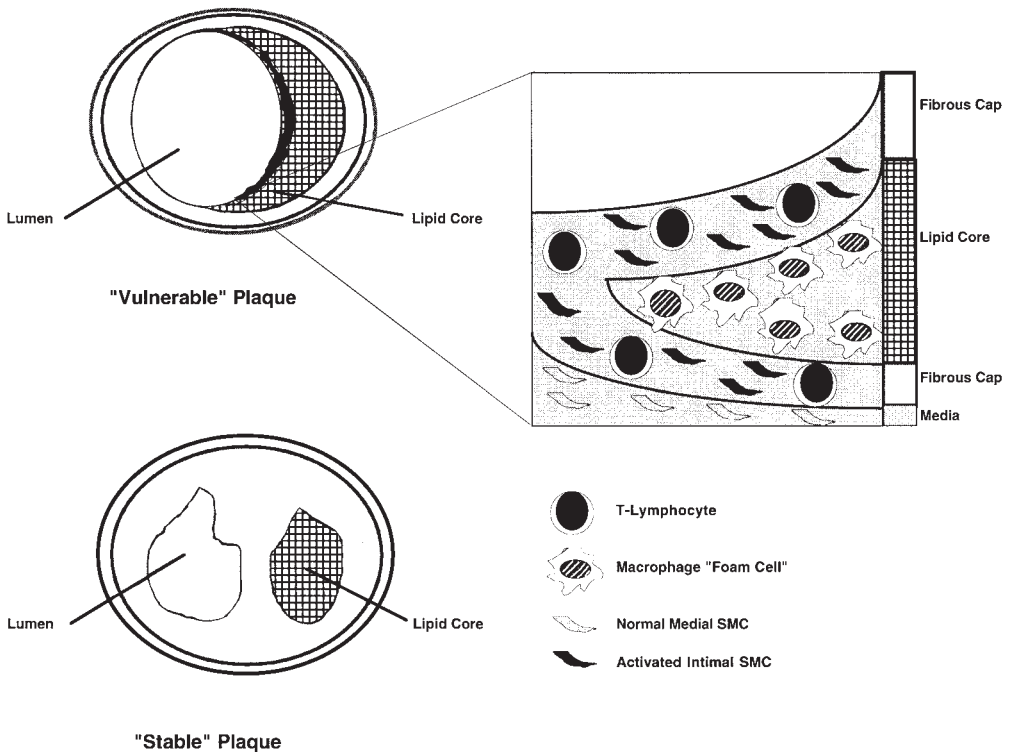 Fibrous Cap
Lumen
Lipid Core
Lipid Core
"Vulnerable" Plaque
Fibrous Cap
Media
T-Lymphocyte
Macrophage "Foam Cell"
Lumen
Lipid Core
Normal Medial SMC
Activated Intimal SMC
"Stable" Plaque